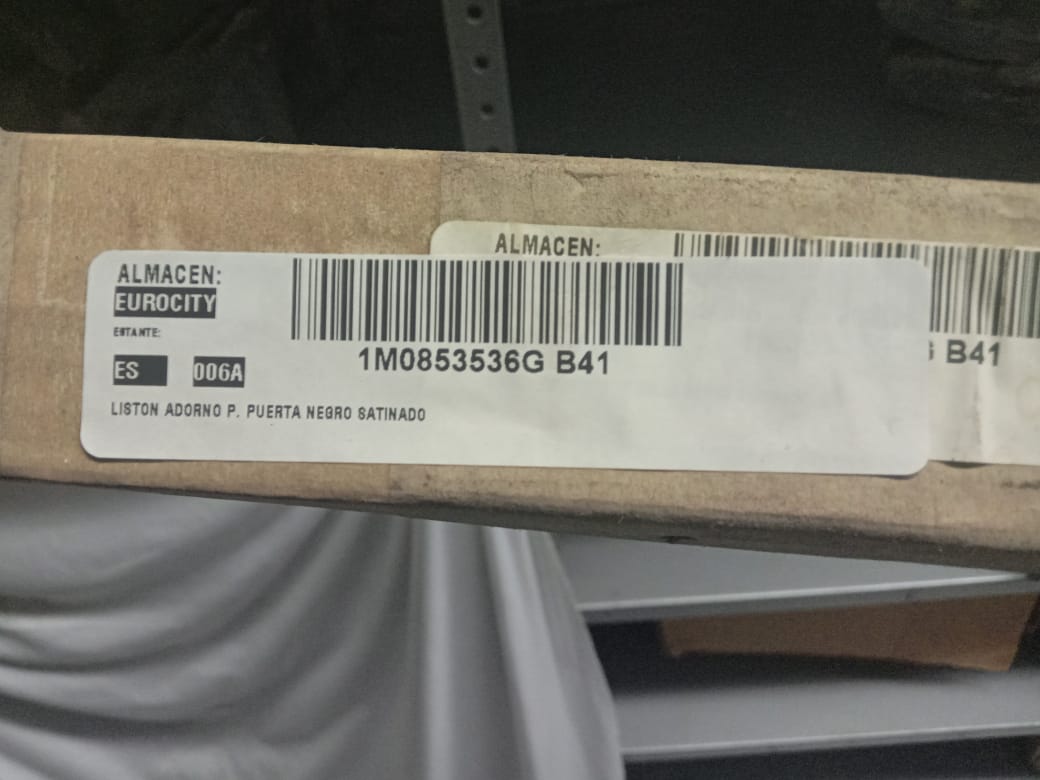 ALMACEN:
ALMACEN:
EUROCITY
ESTANTE:
ES 006A
1M0853536G B41
G B41
LISTON ADORNO P. PUERTA NEGRO SATINADO